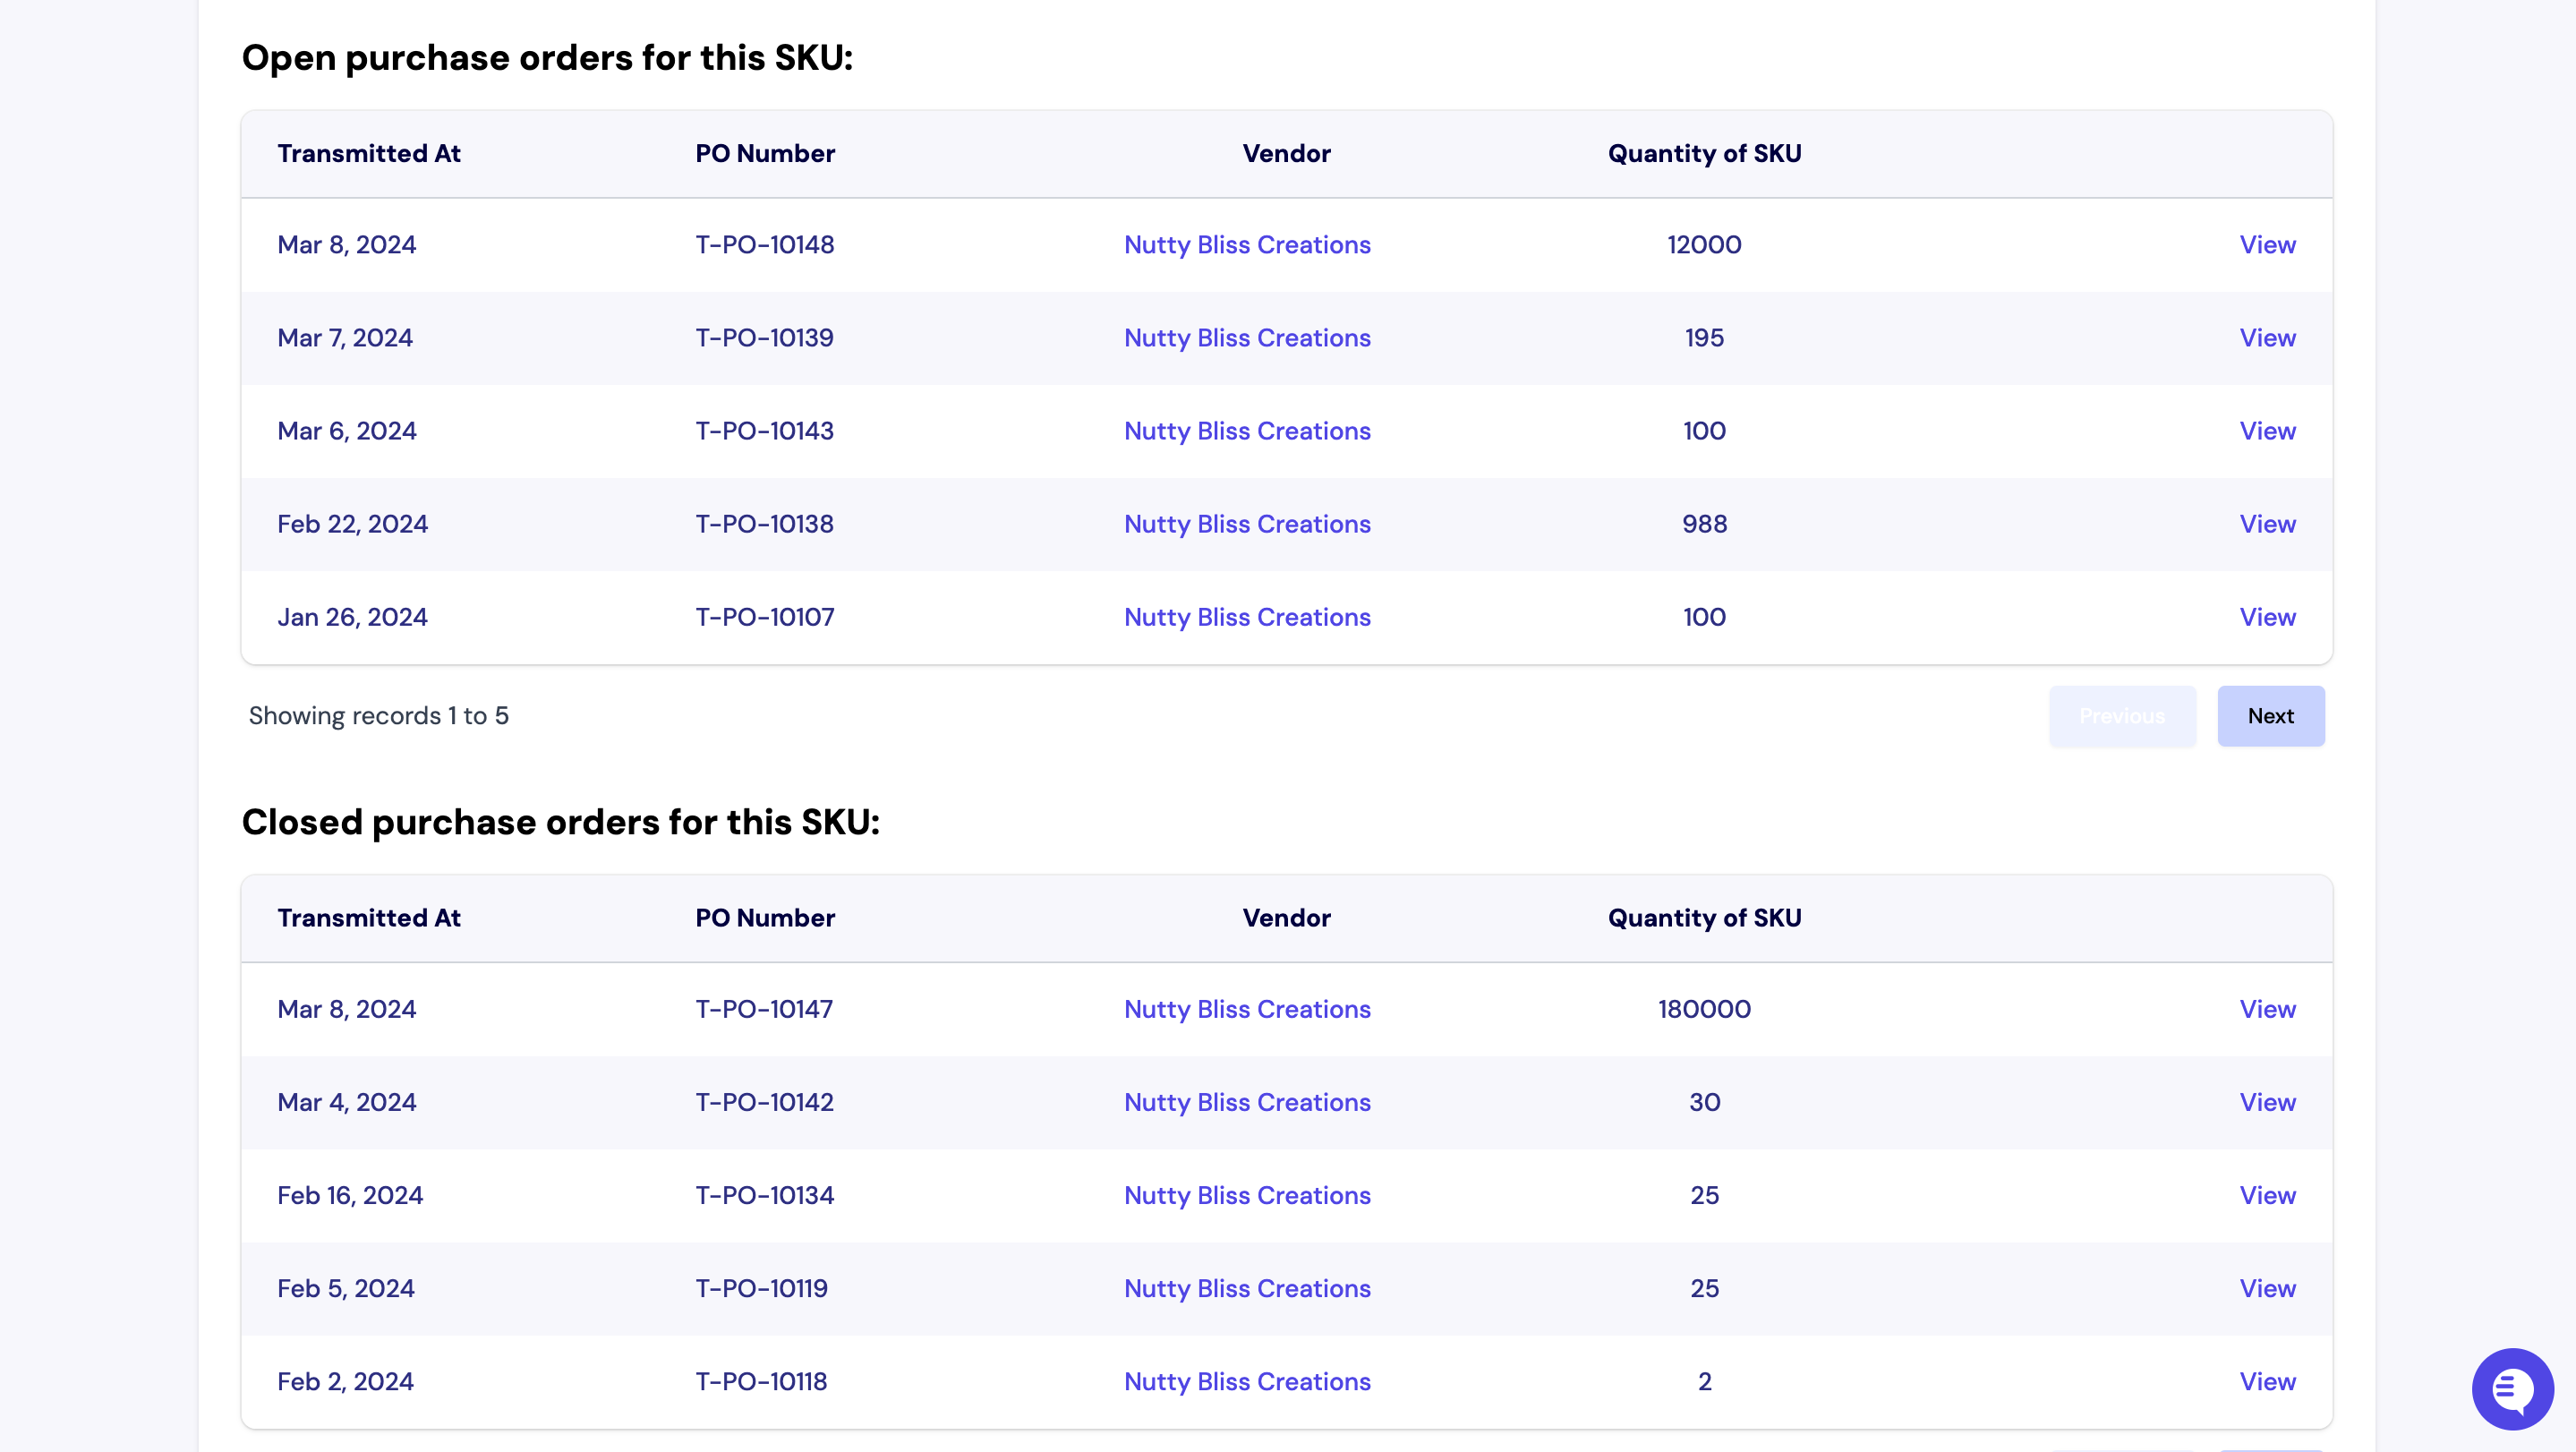 Open purchase orders for this SKU:
Transmitted At PO Number Vendor Quantity of SKU
Mar 8, 2024 T-PO-10148 Nutty Bliss Creations 12000 View
Mar 7, 2024 T-PO-10139 Nutty Bliss Creations 195 View
Mar 6, 2024 T-PO-10143 Nutty Bliss Creations 100 View
Feb 22, 2024 T-PO-10138 Nutty Bliss Creations 988 View
Jan 26, 2024 T-PO-10107 Nutty Bliss Creations 100 View
Showing records 1 to 5 Previous Next
Closed purchase orders for this SKU:
Transmitted At PO Number Vendor Quantity of SKU
Mar 8, 2024 T-PO-10147 Nutty Bliss Creations 180000 View
Mar 4, 2024 T-PO-10142 Nutty Bliss Creations 30 View
Feb 16, 2024 T-PO-10134 Nutty Bliss Creations 25 View
Feb 5, 2024 T-PO-10119 Nutty Bliss Creations 25 View
Feb 2, 2024 T-PO-10118 Nutty Bliss Creations 2 View